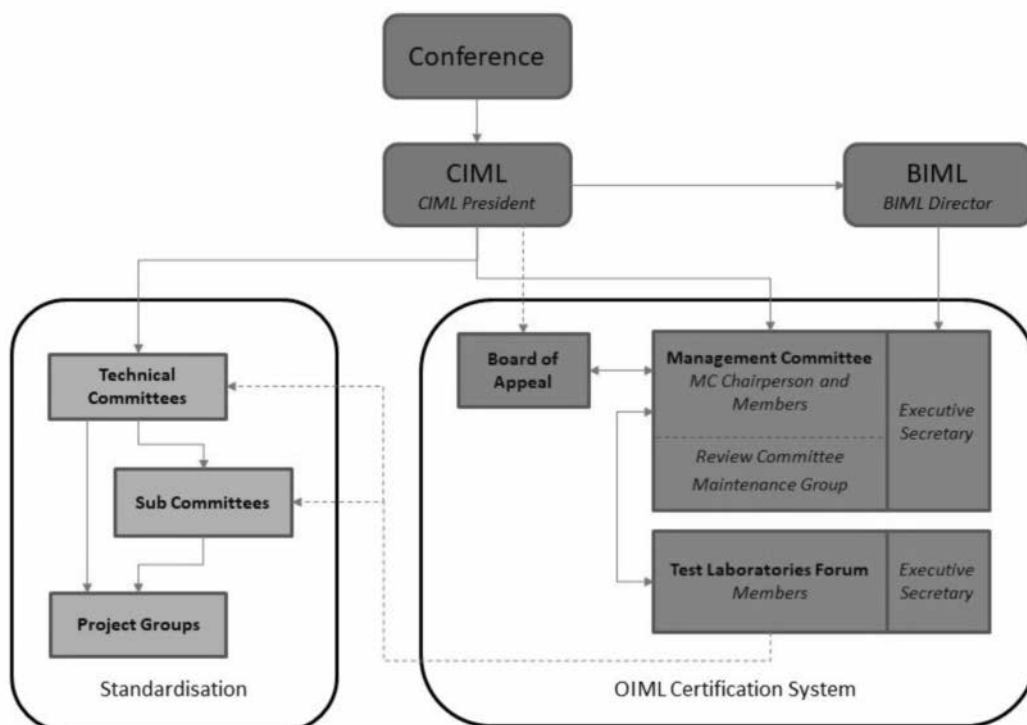 Conference
CIML
CIML President
BIML
BIML Director
Board of
Appeal
Management Committee
MC Chairperson and
Members
Review Committee
Maintenance Group
Executive
Secretary
Technical
Committees
Sub Committees
Project Groups
Test Laboratories Forum
Members
Executive
Secretary
Standardisation
OIML Certification System